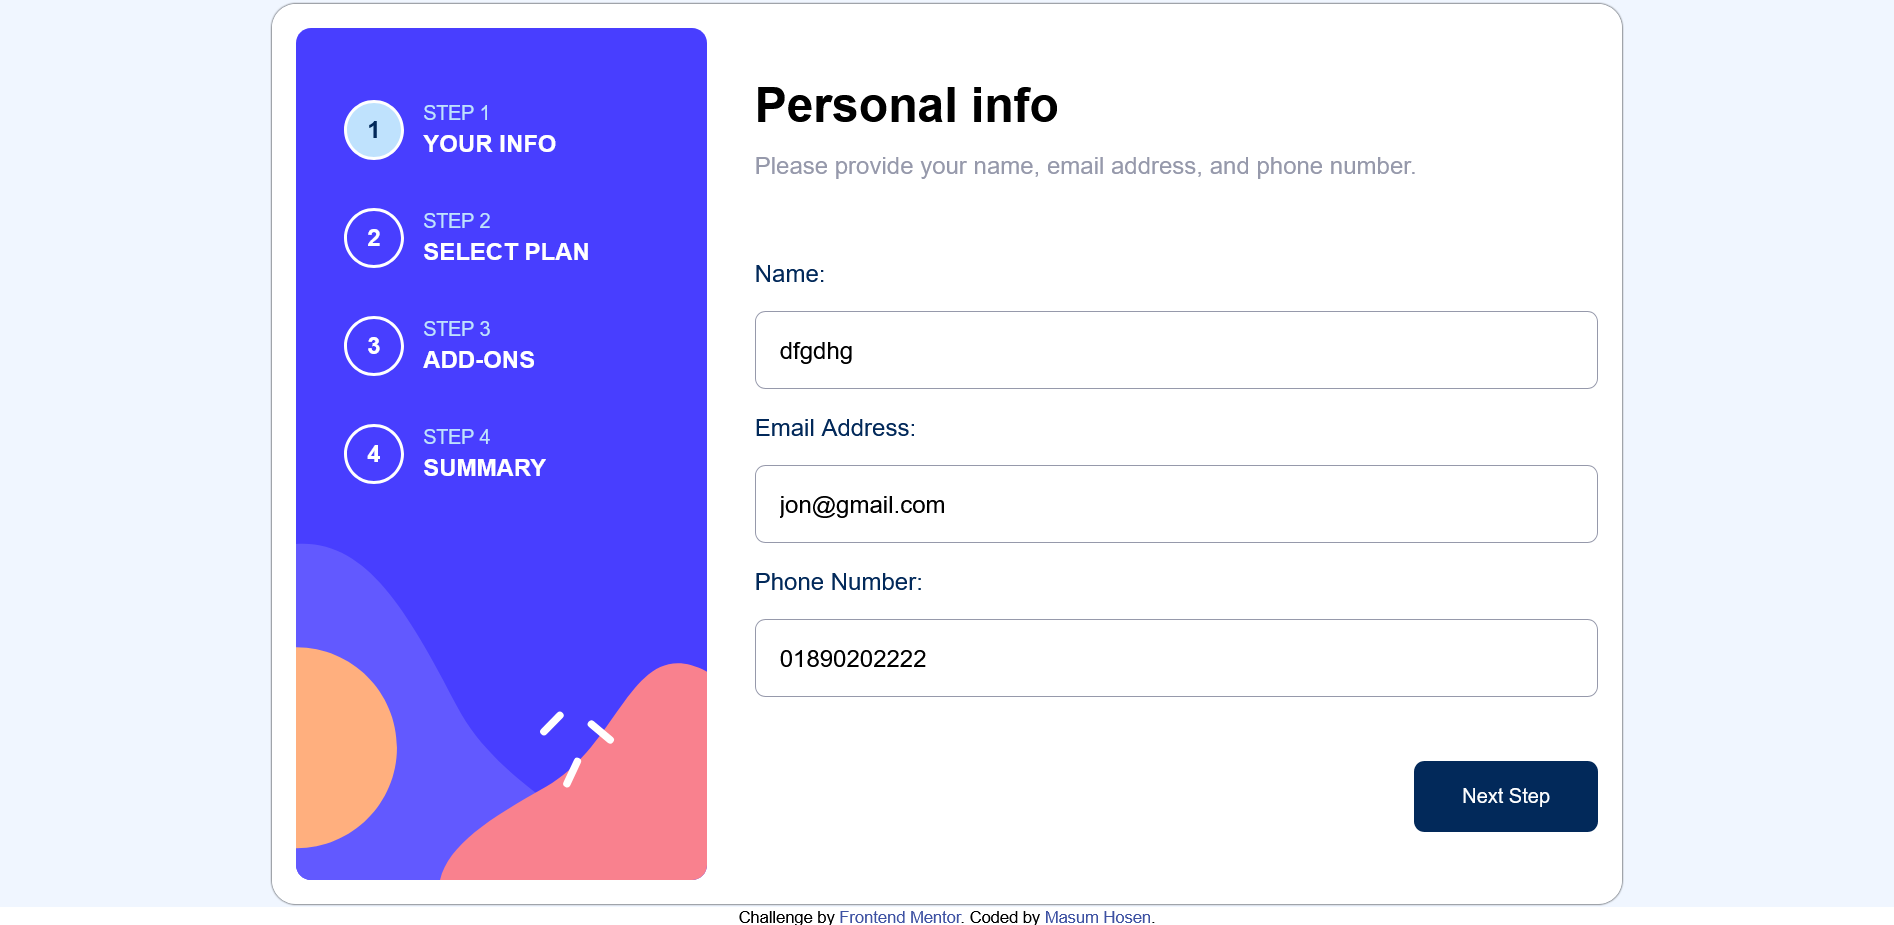 1
STEP 1
YOUR INFO
2
STEP 2
SELECT PLAN
3
STEP 3
ADD-ONS
4
STEP 4
SUMMARY
Personal info
Please provide your name, email address, and phone number.
Name:
dfgdhg
Email Address:
jon@gmail.com
Phone Number:
01890202222
Next Step
Challenge by Frontend Mentor. Coded by Masum Hosen.